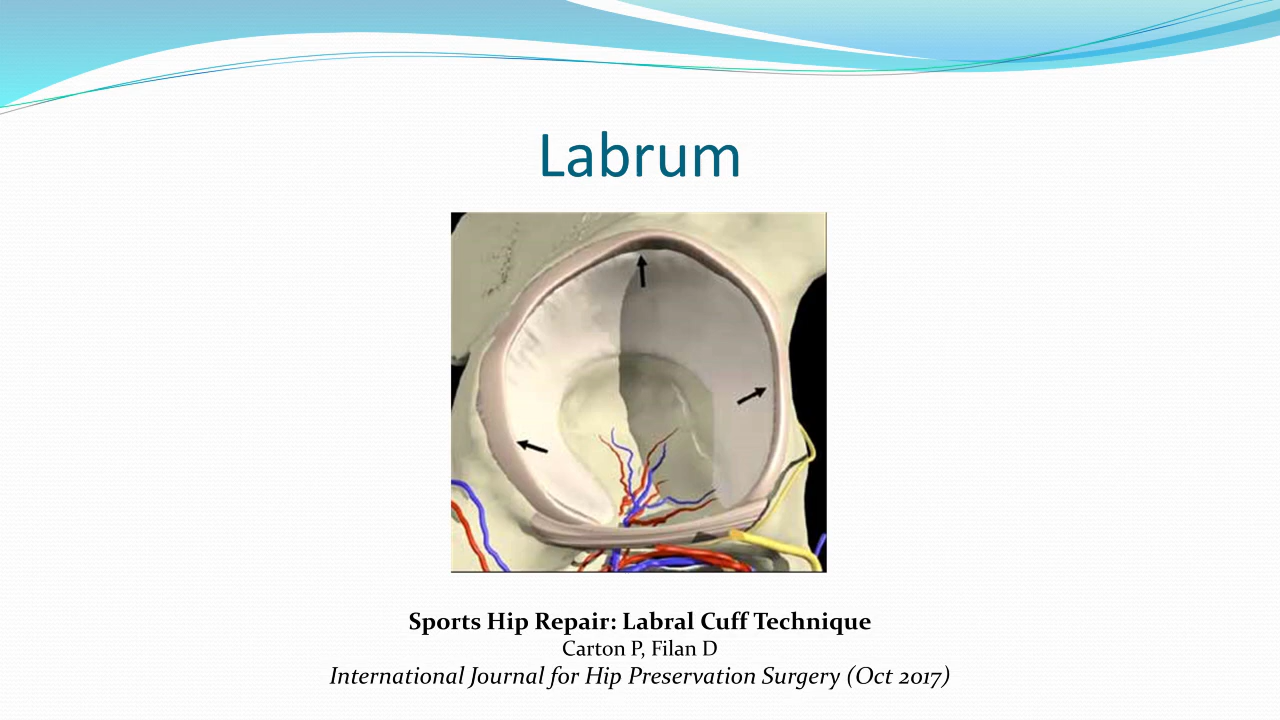 Labrum
Sports Hip Repair: Labral Cuff Technique
Carton P, Filan D
International Journal for Hip Preservation Surgery (Oct 2017)